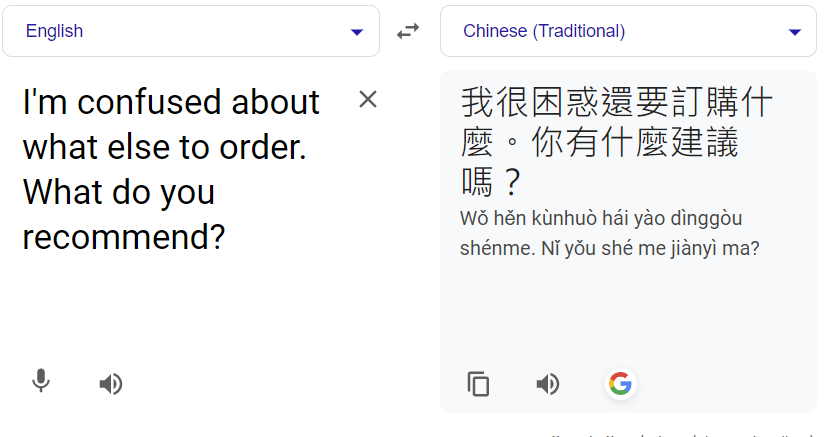 English
Chinese (Traditional)
I'm confused about
what else to order.
What do you
recommend?
我很困惑還要訂購什
麼。你有什麼建議
嗎？
Wǒ hěn kùnhuò hái yào dìnggòu
shénme. Nǐ yǒu shé me jiànyì ma?